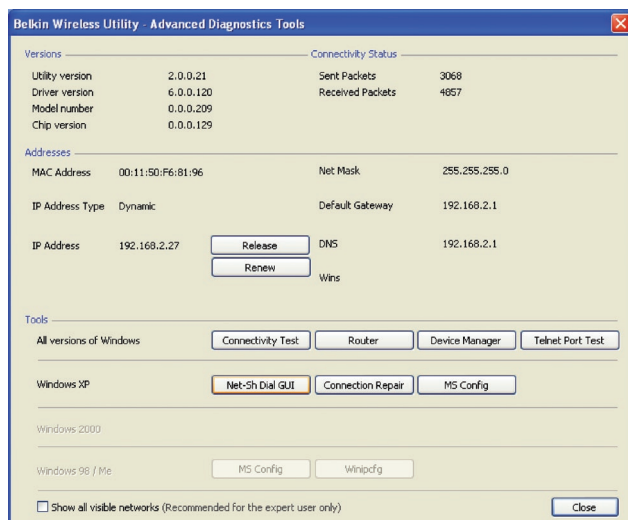 Belkin Wireless Utility - Advanced Diagnostics Tools
Versions
Utility version 2.0.0.21
Driver version 6.0.0.120
Model number 0.0.0.209
Chip version 0.0.0.129
Connectivity Status
Sent Packets 3068
Received Packets 4857
Addresses
MAC Address 00:11:50:F6:81:96
Net Mask 255.255.255.0
IP Address Type Dynamic
Default Gateway 192.168.2.1
IP Address 192.168.2.27
Release
Renew
DNS 192.168.2.1
Wins
Tools
All versions of Windows Connectivity Test Router Device Manager Telnet Port Test
Windows XP Net-Sh Dial GUI Connection Repair MS Config
Windows 2000
Windows 98 / Me MS Config Winipcfg
Show all visible networks (Recommended for the expert user only) Close